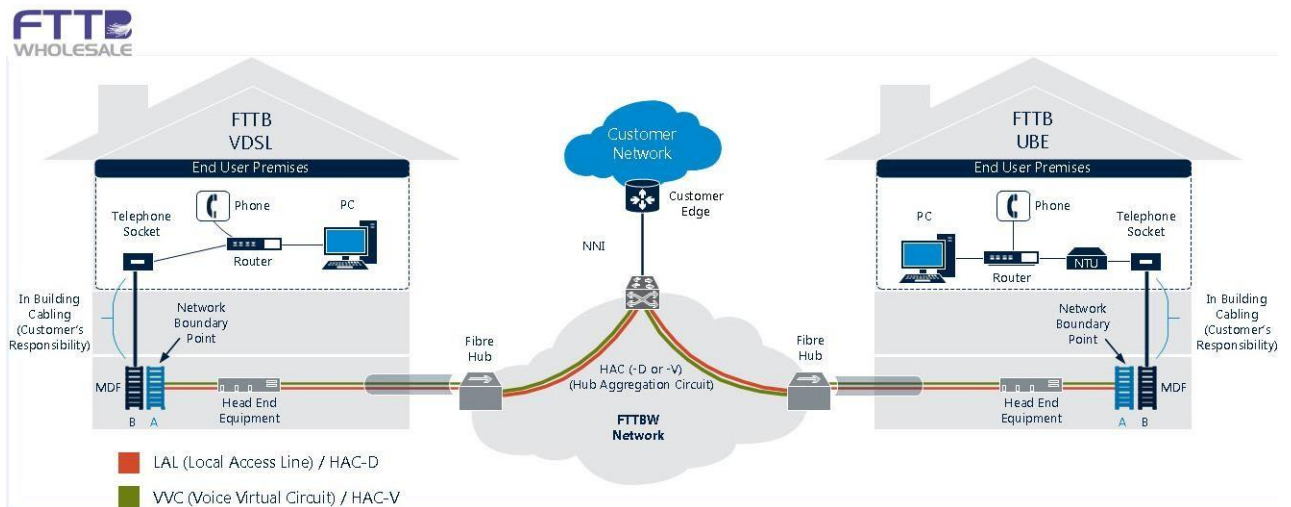 FTTB
WHOLESALE
FTTB
VDSL
End User Premises
Phone
PC
Telephone
Socket
Router
In Building
Cabling
(Customer's
Responsibility)
Network
Boundary
Point
MDF
B A
Head End
Equipment
Fibre
Hub
Customer
Network
Customer
Edge
NNI
HAC (-D or -V)
(Hub Aggregation Circuit)
FTTBW
Network
Fibre
Hub
FTTB
UBE
End User Premises
PC
Phone
Telephone
Socket
Router
NTU
Network
Boundary
Point
In Building
Cabling
(Customer's
Responsibility)
Head End
Equipment
MDF
A B
LAL (Local Access Line) / HAC-D
VVC (Voice Virtual Circuit) / HAC-V